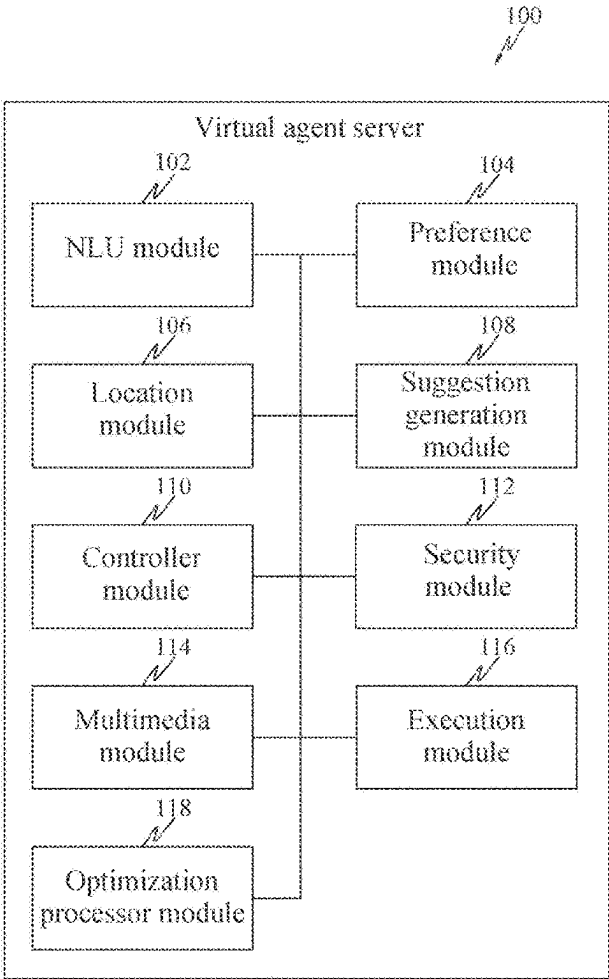 100
Virtual agent server
102
NLU module
104
Preference
module
106
Location
module
108
Suggestion
generation
module
110
Controller
module
112
Security
module
114
Multimedia
module
116
Execution
module
118
Optimization
processor module